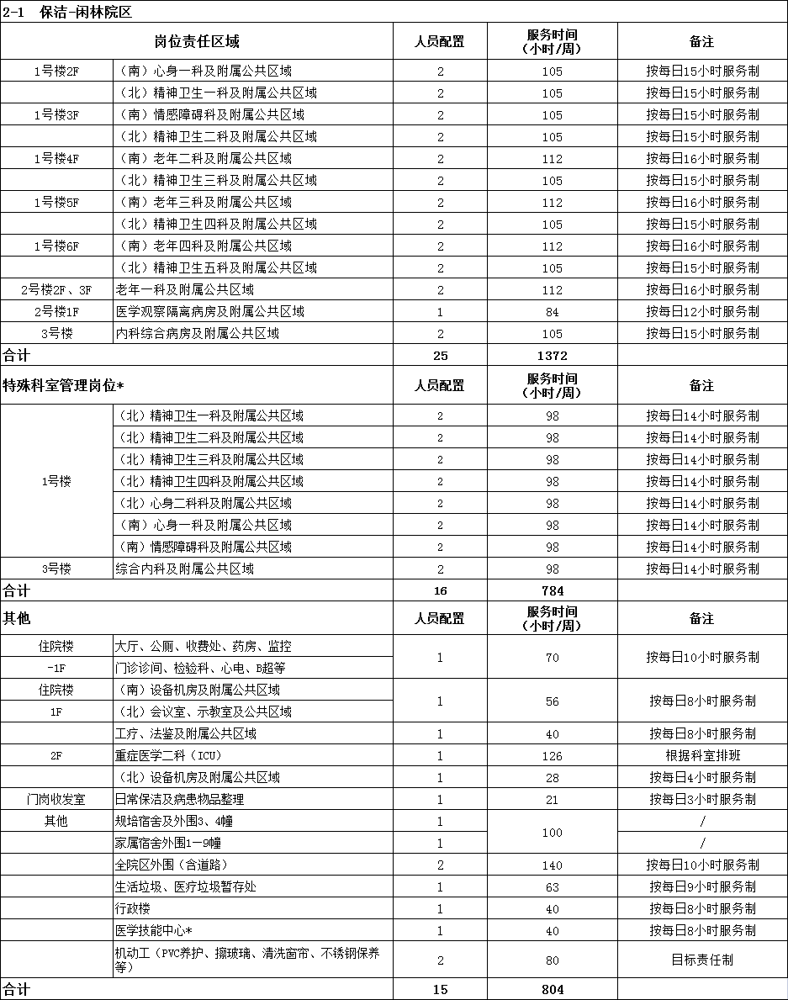 2-1 保洁-闲林院区
岗位责任区域 人员配置 服务时间（小时/周） 备注
1号楼2F （南）心身一科及附属公共区域 2 105 按每日15小时服务制
（北）精神卫生一科及附属公共区域 2 105 按每日15小时服务制
1号楼3F （南）情感障碍科及附属公共区域 2 105 按每日15小时服务制
（北）精神卫生二科及附属公共区域 2 105 按每日15小时服务制
1号楼4F （南）老年二科及附属公共区域 2 112 按每日16小时服务制
（北）精神卫生三科及附属公共区域 2 105 按每日15小时服务制
1号楼5F （南）老年三科及附属公共区域 2 112 按每日16小时服务制
（北）精神卫生四科及附属公共区域 2 105 按每日15小时服务制
1号楼6F （南）老年四科及附属公共区域 2 112 按每日16小时服务制
（北）精神卫生五科及附属公共区域 2 105 按每日15小时服务制
2号楼2F、3F 老年一科及附属公共区域 2 112 按每日16小时服务制
2号楼1F 医学观察隔离病房及附属公共区域 1 84 按每日12小时服务制
3号楼 内科综合病房及附属公共区域 2 105 按每日15小时服务制
合计 25 1372
特殊科室管理岗位* 人员配置 服务时间（小时/周） 备注
1号楼 （北）精神卫生一科及附属公共区域 2 98 按每日14小时服务制
（北）精神卫生二科及附属公共区域 2 98 按每日14小时服务制
（北）精神卫生三科及附属公共区域 2 98 按每日14小时服务制
（北）精神卫生四科及附属公共区域 2 98 按每日14小时服务制
（北）心身二科科及附属公共区域 2 98 按每日14小时服务制
（南）心身一科及附属公共区域 2 98 按每日14小时服务制
（南）情感障碍科及附属公共区域 2 98 按每日14小时服务制
3号楼 综合内科及附属公共区域 2 98 按每日14小时服务制
合计 16 784
其他 人员配置 服务时间（小时/周） 备注
住院楼 大厅、公厕、收费处、药房、监控 1 70 按每日10小时服务制
-1F 门诊诊间、检验科、心电、B超等
住院楼 （南）设备机房及附属公共区域 1 56 按每日8小时服务制
1F （北）会议室、示教室及公共区域
工疗、法鉴及附属公共区域 1 40 按每日8小时服务制
2F 重症医学二科（ICU） 1 126 根据科室排班
（北）设备机房及附属公共区域 1 28 按每日4小时服务制
门岗收发室 日常保洁及病患物品整理 1 21 按每日3小时服务制
其他 规培宿舍及外围3、4幢 1 100 /
家属宿舍外围1—9幢 1 /
全院区外围（含道路） 2 140 按每日10小时服务制
生活垃圾、医疗垃圾暂存处 1 63 按每日9小时服务制
行政楼 1 40 按每日8小时服务制
医学技能中心* 1 40 按每日8小时服务制
机动工（PVC养护、擦玻璃、清洗窗帘、不锈钢保养
等） 2 80 目标责任制
合计 15 804